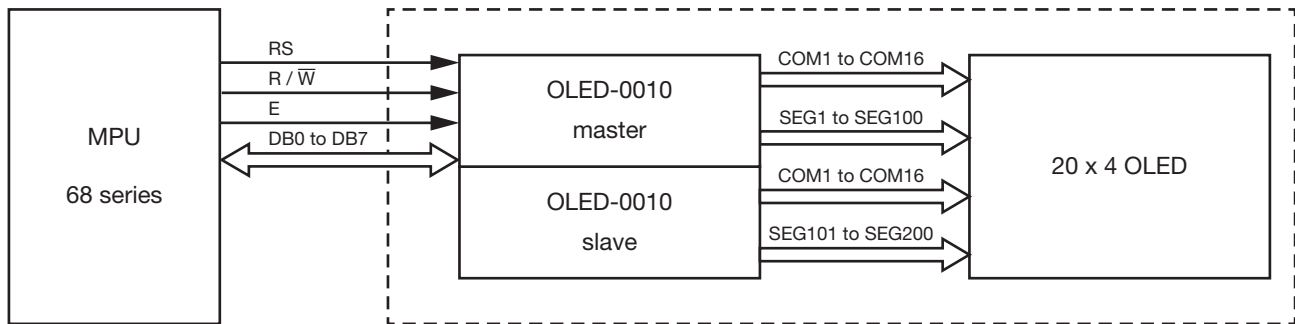 MPU
68 series
RS
R / W̅
E
DB0 to DB7
OLED-0010
master
OLED-0010
slave
COM1 to COM16
SEG1 to SEG100
COM1 to COM16
SEG101 to SEG200
20 x 4 OLED